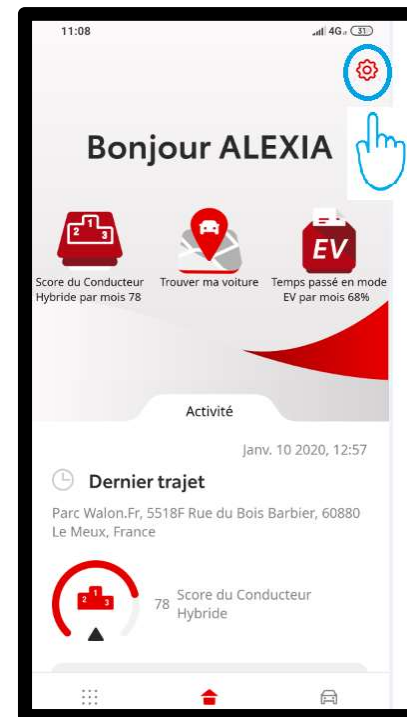 11:08
4G 31
Bonjour ALEXIA
2 1 3
EV
Score du Conducteur
Hybride par mois 78
Trouver ma voiture
Temps passé en mode
EV par mois 68%
Activité
Janv. 10 2020, 12:57
Dernier trajet
Parc Walon.Fr, 5518F Rue du Bois Barbier, 60880
Le Meux, France
2 1 3
78
Score du Conducteur
Hybride